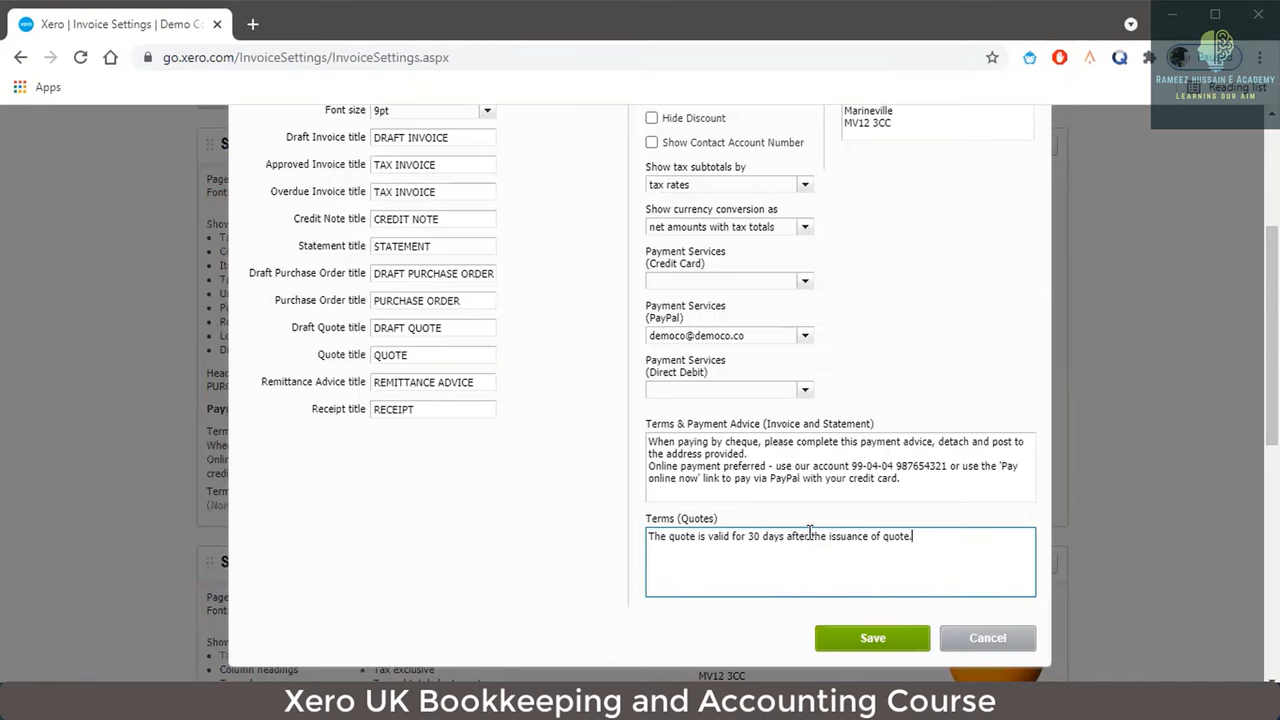 Xero | Invoice Settings | Demo C
go.xero.com/InvoiceSettings/InvoiceSettings.aspx
Apps
Reading list
RAMEEZ HUSSAIN E ACADEMY
LEARNING OUR AIM
Font size 9pt
Draft Invoice title DRAFT INVOICE
Approved Invoice title TAX INVOICE
Overdue Invoice title TAX INVOICE
Credit Note title CREDIT NOTE
Statement title STATEMENT
Draft Purchase Order title DRAFT PURCHASE ORDER
Purchase Order title PURCHASE ORDER
Draft Quote title DRAFT QUOTE
Quote title QUOTE
Remittance Advice title REMITTANCE ADVICE
Receipt title RECEIPT
Hide Discount
Show Contact Account Number
Show tax subtotals by
tax rates
Show currency conversion as
net amounts with tax totals
Payment Services
(Credit Card)
Payment Services
(PayPal)
democo@democo.co
Payment Services
(Direct Debit)
Marineville
MV12 3CC
Terms & Payment Advice (Invoice and Statement)
When paying by cheque, please complete this payment advice, detach and post to
the address provided.
Online payment preferred - use our account 99-04-04 987654321 or use the 'Pay
online now' link to pay via PayPal with your credit card.
Terms (Quotes)
The quote is valid for 30 days after the issuance of quote.
Save Cancel
Column headings
Tax exclusive
MV12 3CC
Xero UK Bookkeeping and Accounting Course